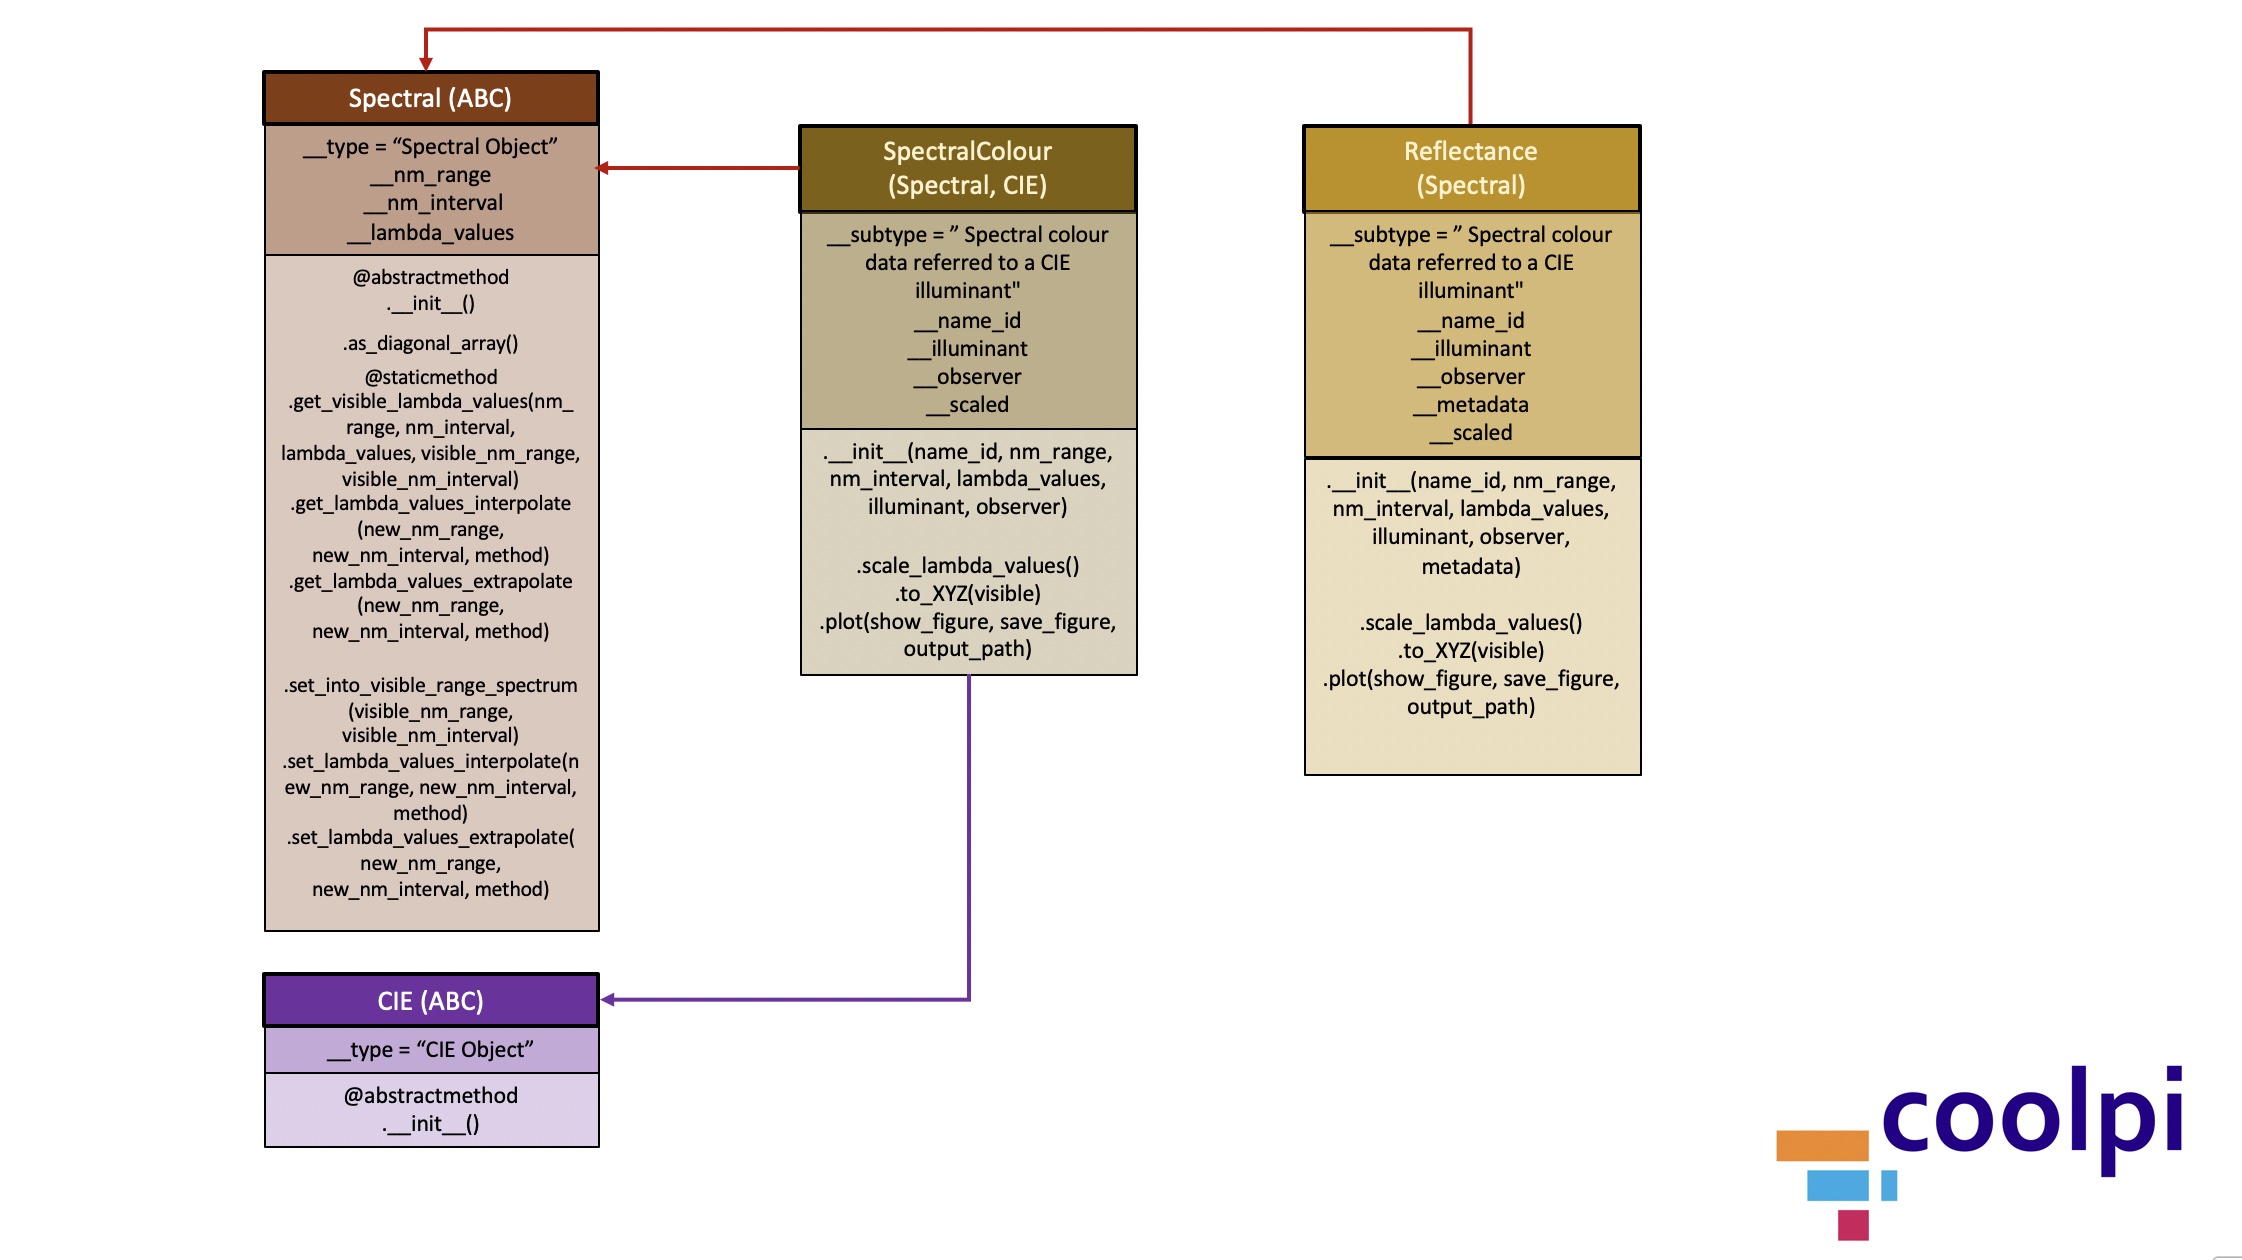 Spectral (ABC)
__type = “Spectral Object”
__nm_range
__nm_interval
__lambda_values
@abstractmethod
.__init__()
.as_diagonal_array()
@staticmethod
.get_visible_lambda_values(nm_
range, nm_interval,
lambda_values, visible_nm_range,
visible_nm_interval)
.get_lambda_values_interpolate
(new_nm_range,
new_nm_interval, method)
.get_lambda_values_extrapolate
(new_nm_range,
new_nm_interval, method)
.set_into_visible_range_spectrum
(visible_nm_range,
visible_nm_interval)
.set_lambda_values_interpolate(n
ew_nm_range, new_nm_interval,
method)
.set_lambda_values_extrapolate(
new_nm_range,
new_nm_interval, method)
SpectralColour
(Spectral, CIE)
__subtype = ” Spectral colour
data referred to a CIE
illuminant"
__name_id
__illuminant
__observer
__scaled
.__init__(name_id, nm_range,
nm_interval, lambda_values,
illuminant, observer)
.scale_lambda_values()
.to_XYZ(visible)
.plot(show_figure, save_figure,
output_path)
Reflectance
(Spectral)
__subtype = ” Spectral colour
data referred to a CIE
illuminant"
__name_id
__illuminant
__observer
__metadata
__scaled
.__init__(name_id, nm_range,
nm_interval, lambda_values,
illuminant, observer,
metadata)
.scale_lambda_values()
.to_XYZ(visible)
.plot(show_figure, save_figure,
output_path)
CIE (ABC)
__type = “CIE Object”
@abstractmethod
.__init__()
coolpi